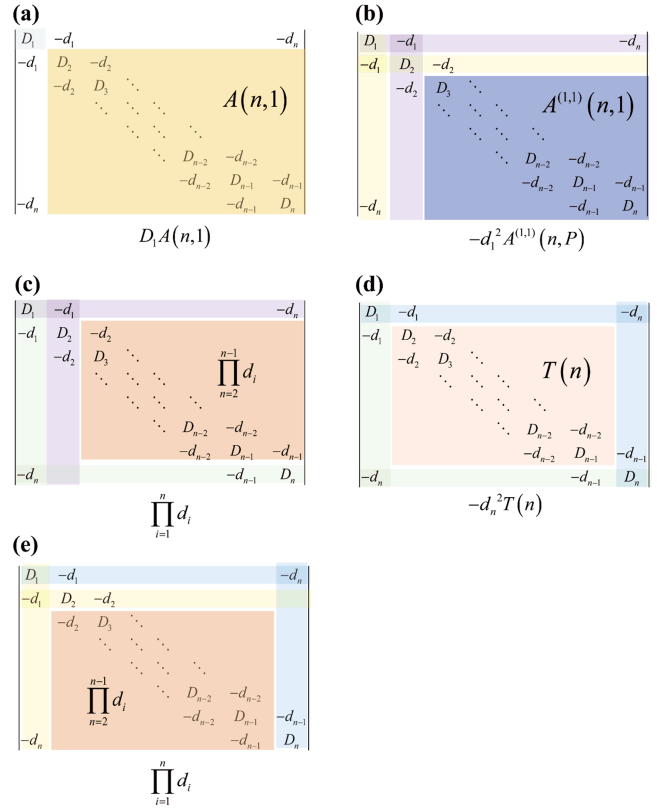 (a)
D₁ −d₁ −dₙ
−d₁ D₂ −d₂
−d₂ D₃ ⋱
A(n,1)
⋱ ⋱ ⋱
⋱ ⋱ ⋱
⋱ Dₙ₋₂ −dₙ₋₂
−dₙ₋₂ Dₙ₋₁ −dₙ₋₁
−dₙ −dₙ₋₁ Dₙ
D₁A(n,1)
(b)
D₁ −d₁ −dₙ
−d₁ D₂ −d₂
−d₂ D₃ ⋱
A⁽¹,¹⁾(n,1)
⋱ ⋱ ⋱
⋱ ⋱ ⋱
⋱ Dₙ₋₂ −dₙ₋₂
−dₙ₋₂ Dₙ₋₁ −dₙ₋₁
−dₙ −dₙ₋₁ Dₙ
−d₁²A⁽¹,¹⁾(n,P)
(c)
D₁ −d₁ −dₙ
−d₁ D₂ −d₂
−d₂ D₃ ⋱
∏ₙ₌₂ⁿ⁻¹ dᵢ
⋱ ⋱ ⋱
⋱ ⋱ ⋱
⋱ Dₙ₋₂ −dₙ₋₂
−dₙ₋₂ Dₙ₋₁ −dₙ₋₁
−dₙ −dₙ₋₁ Dₙ
∏ᵢ₌₁ⁿ dᵢ
(d)
D₁ −d₁ −dₙ
−d₁ D₂ −d₂
−d₂ D₃ ⋱
T(n)
⋱ ⋱ ⋱
⋱ ⋱ ⋱
⋱ Dₙ₋₂ −dₙ₋₂
−dₙ₋₂ Dₙ₋₁ −dₙ₋₁
−dₙ −dₙ₋₁ Dₙ
−dₙ²T(n)
(e)
D₁ −d₁ −dₙ
−d₁ D₂ −d₂
−d₂ D₃ ⋱
⋱ ⋱ ⋱
⋱ ⋱ ⋱
∏ₙ₌₂ⁿ⁻¹ dᵢ
⋱ Dₙ₋₂ −dₙ₋₂
−dₙ₋₂ Dₙ₋₁ −dₙ₋₁
−dₙ −dₙ₋₁ Dₙ
∏ᵢ₌₁ⁿ dᵢ